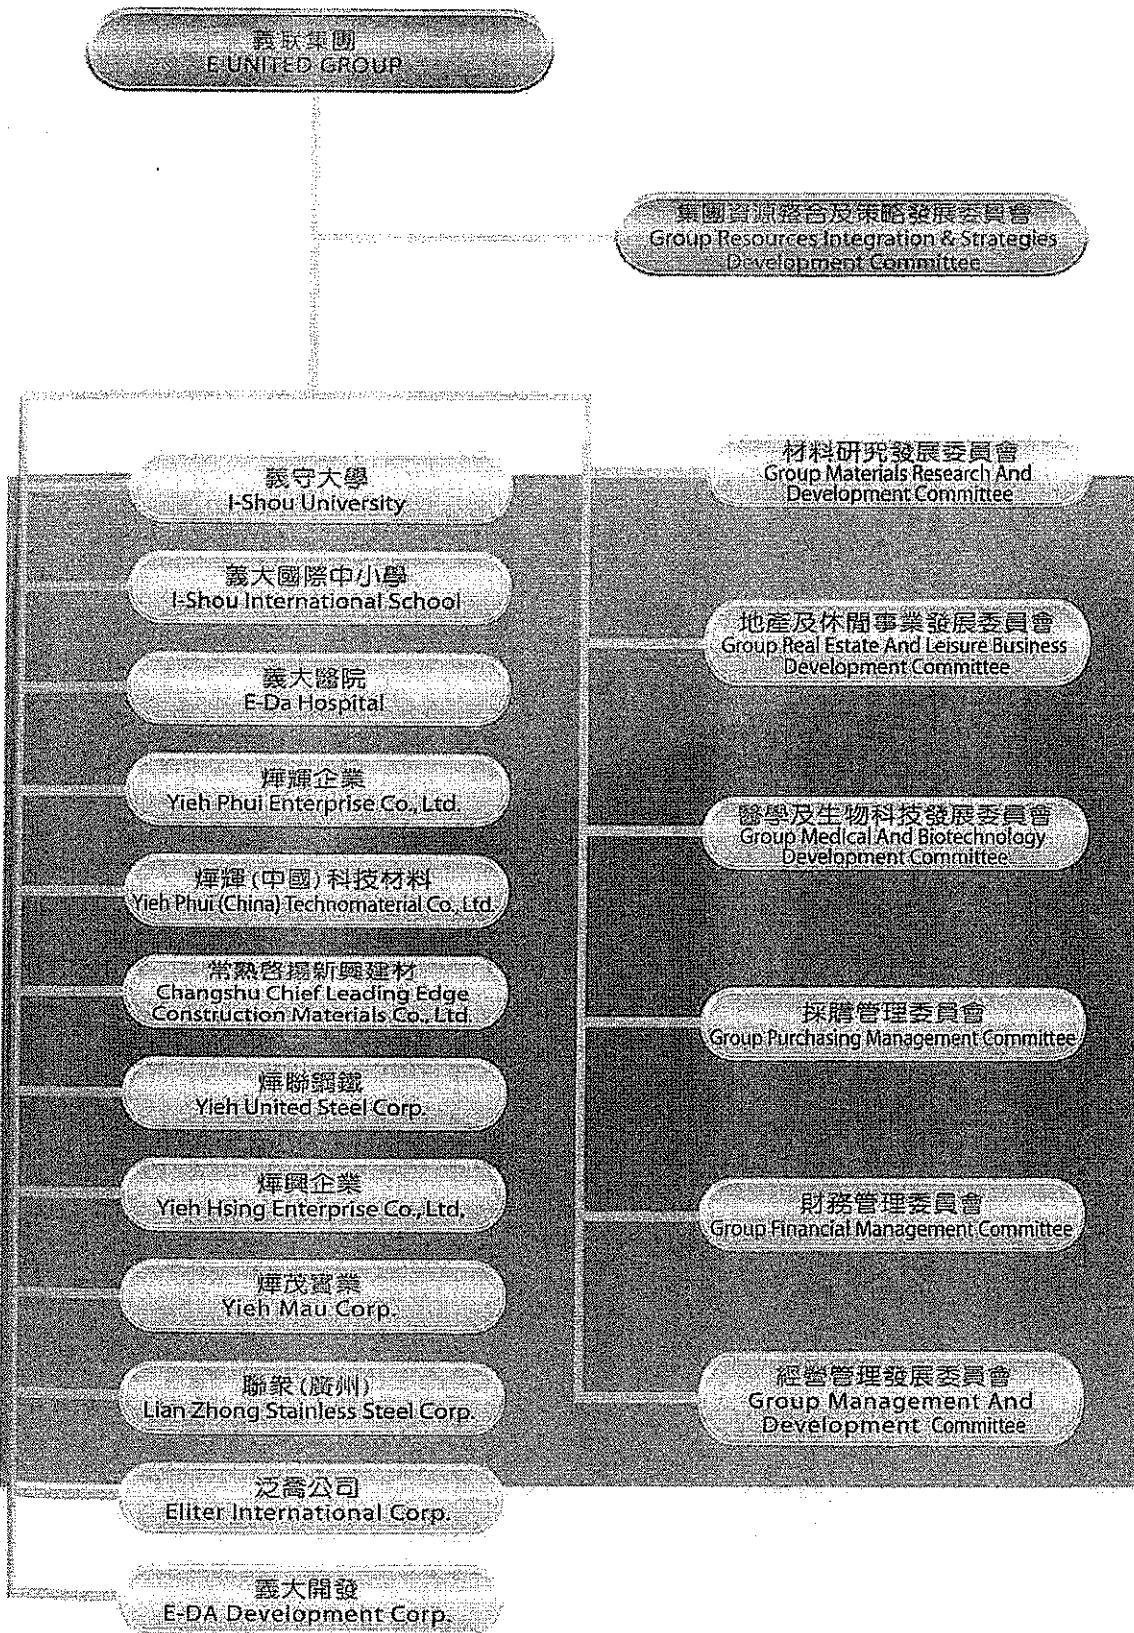 義联集團
E UNITED GROUP
集團資源整合及策略發展委員會
Group Resources Integration & Strategies
Development Committee
義守大學
I-Shou University
義大國際中小學
I-Shou International School
義大醫院
E-Da Hospital
燁輝企業
Yieh Phui Enterprise Co., Ltd.
燁輝(中國)科技材料
Yieh Phui (China) Technomaterial Co., Ltd.
常熟啓揚新興建材
Changshu Chief Leading Edge
Construction Materials Co., Ltd.
燁聯鋼鐵
Yieh United Steel Corp.
燁興企業
Yieh Hsing Enterprise Co., Ltd.
燁茂實業
Yieh Mau Corp.
聯衆(廣州)
Lian Zhong Stainless Steel Corp.
泛喬公司
Eliter International Corp.
義大開發
E-DA Development Corp.
材料研究發展委員會
Group Materials Research And
Development Committee
地產及休閒事業發展委員會
Group Real Estate And Leisure Business
Development Committee
醫學及生物科技發展委員會
Group Medical And Biotechnology
Development Committee
採購管理委員會
Group Purchasing Management Committee
財務管理委員會
Group Financial Management Committee
經營管理發展委員會
Group Management And
Development Committee